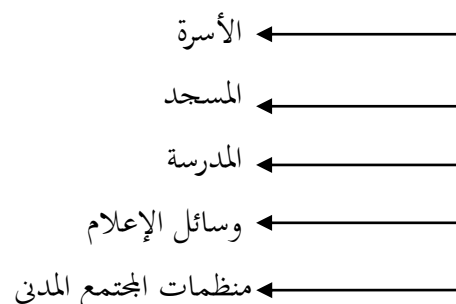 الأسرة
المسجد
المدرسة
وسائل الإعلام
منظمات المجتمع المدني